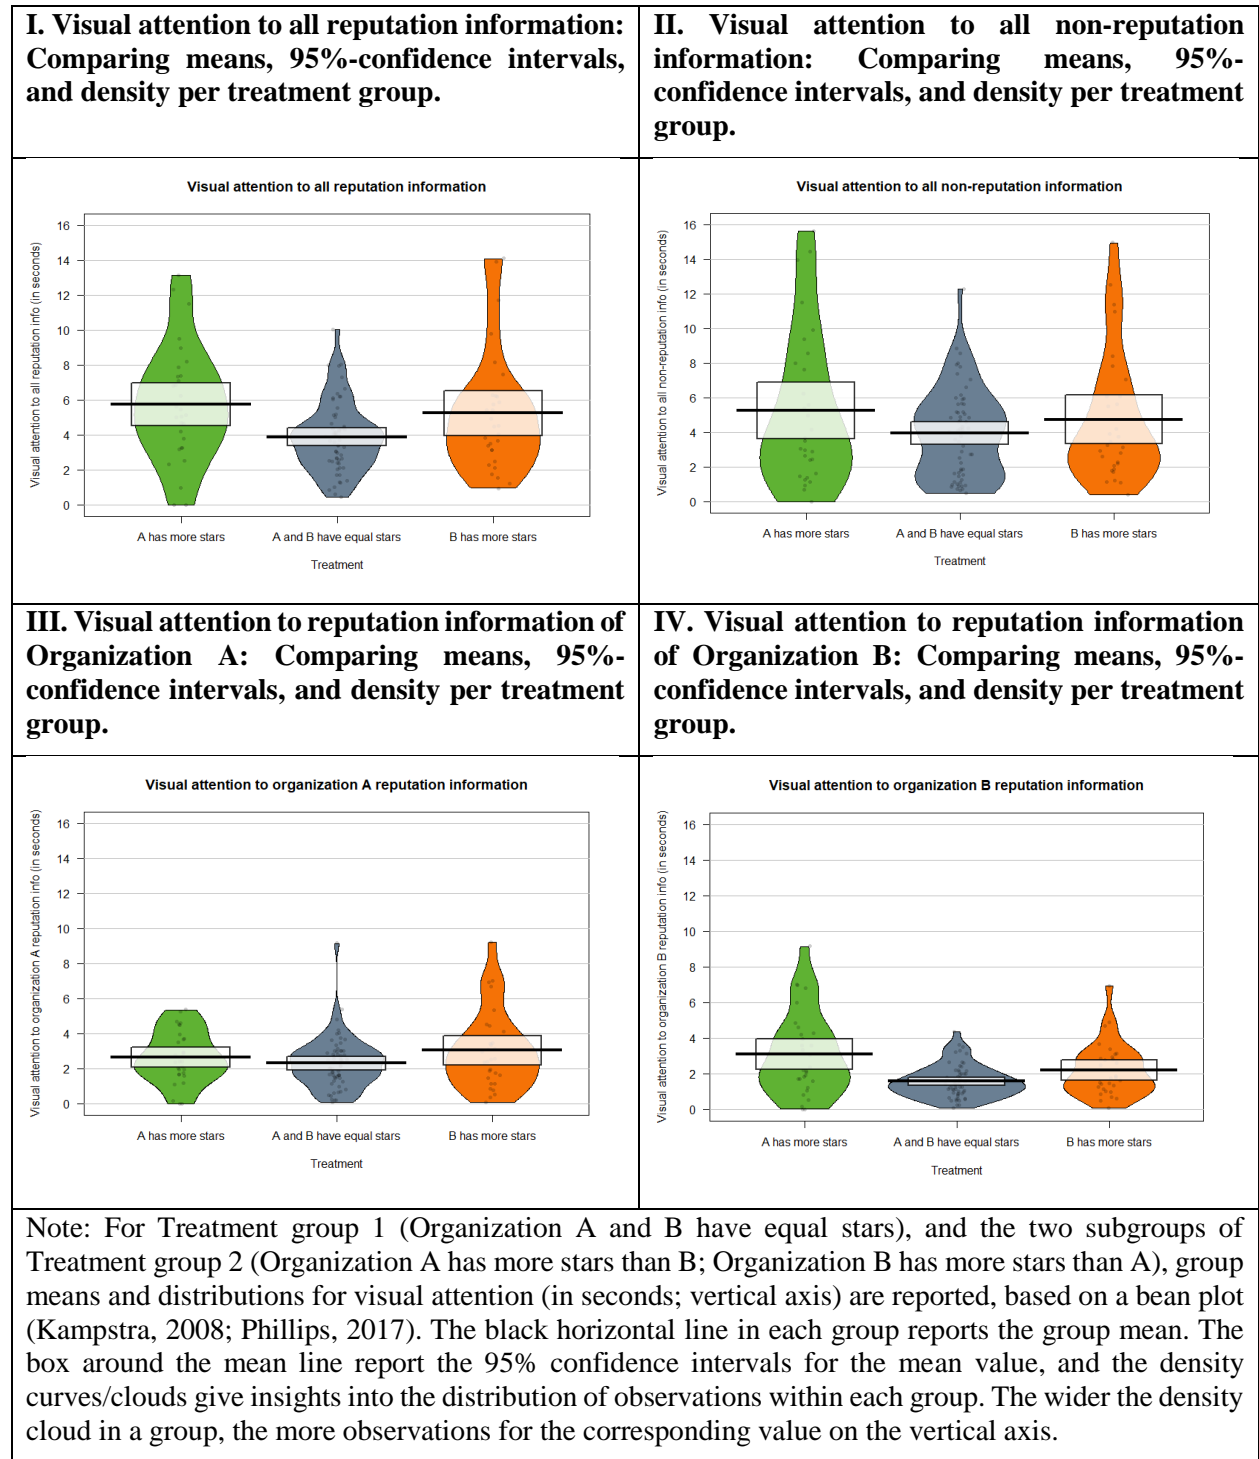 I. Visual attention to all reputation information:
Comparing means, 95%-confidence intervals,
and density per treatment group.
II. Visual attention to all non-reputation
information: Comparing means, 95%-
confidence intervals, and density per treatment
group.
Visual attention to all reputation information
Visual attention to all reputation info (in seconds)
16
14
12
10
8
6
4
2
0
A has more stars
A and B have equal stars
B has more stars
Treatment
Visual attention to all non-reputation information
Visual attention to all non-reputation info (in seconds)
16
14
12
10
8
6
4
2
0
A has more stars
A and B have equal stars
B has more stars
Treatment
III. Visual attention to reputation information of
Organization A: Comparing means, 95%-
confidence intervals, and density per treatment
group.
IV. Visual attention to reputation information
of Organization B: Comparing means, 95%-
confidence intervals, and density per treatment
group.
Visual attention to organization A reputation information
Visual attention to organization A reputation info (in seconds)
16
14
12
10
8
6
4
2
0
A has more stars
A and B have equal stars
B has more stars
Treatment
Visual attention to organization B reputation information
Visual attention to organization B reputation info (in seconds)
16
14
12
10
8
6
4
2
0
A has more stars
A and B have equal stars
B has more stars
Treatment
Note: For Treatment group 1 (Organization A and B have equal stars), and the two subgroups of
Treatment group 2 (Organization A has more stars than B; Organization B has more stars than A), group
means and distributions for visual attention (in seconds; vertical axis) are reported, based on a bean plot
(Kampstra, 2008; Phillips, 2017). The black horizontal line in each group reports the group mean. The
box around the mean line report the 95% confidence intervals for the mean value, and the density
curves/clouds give insights into the distribution of observations within each group. The wider the density
cloud in a group, the more observations for the corresponding value on the vertical axis.